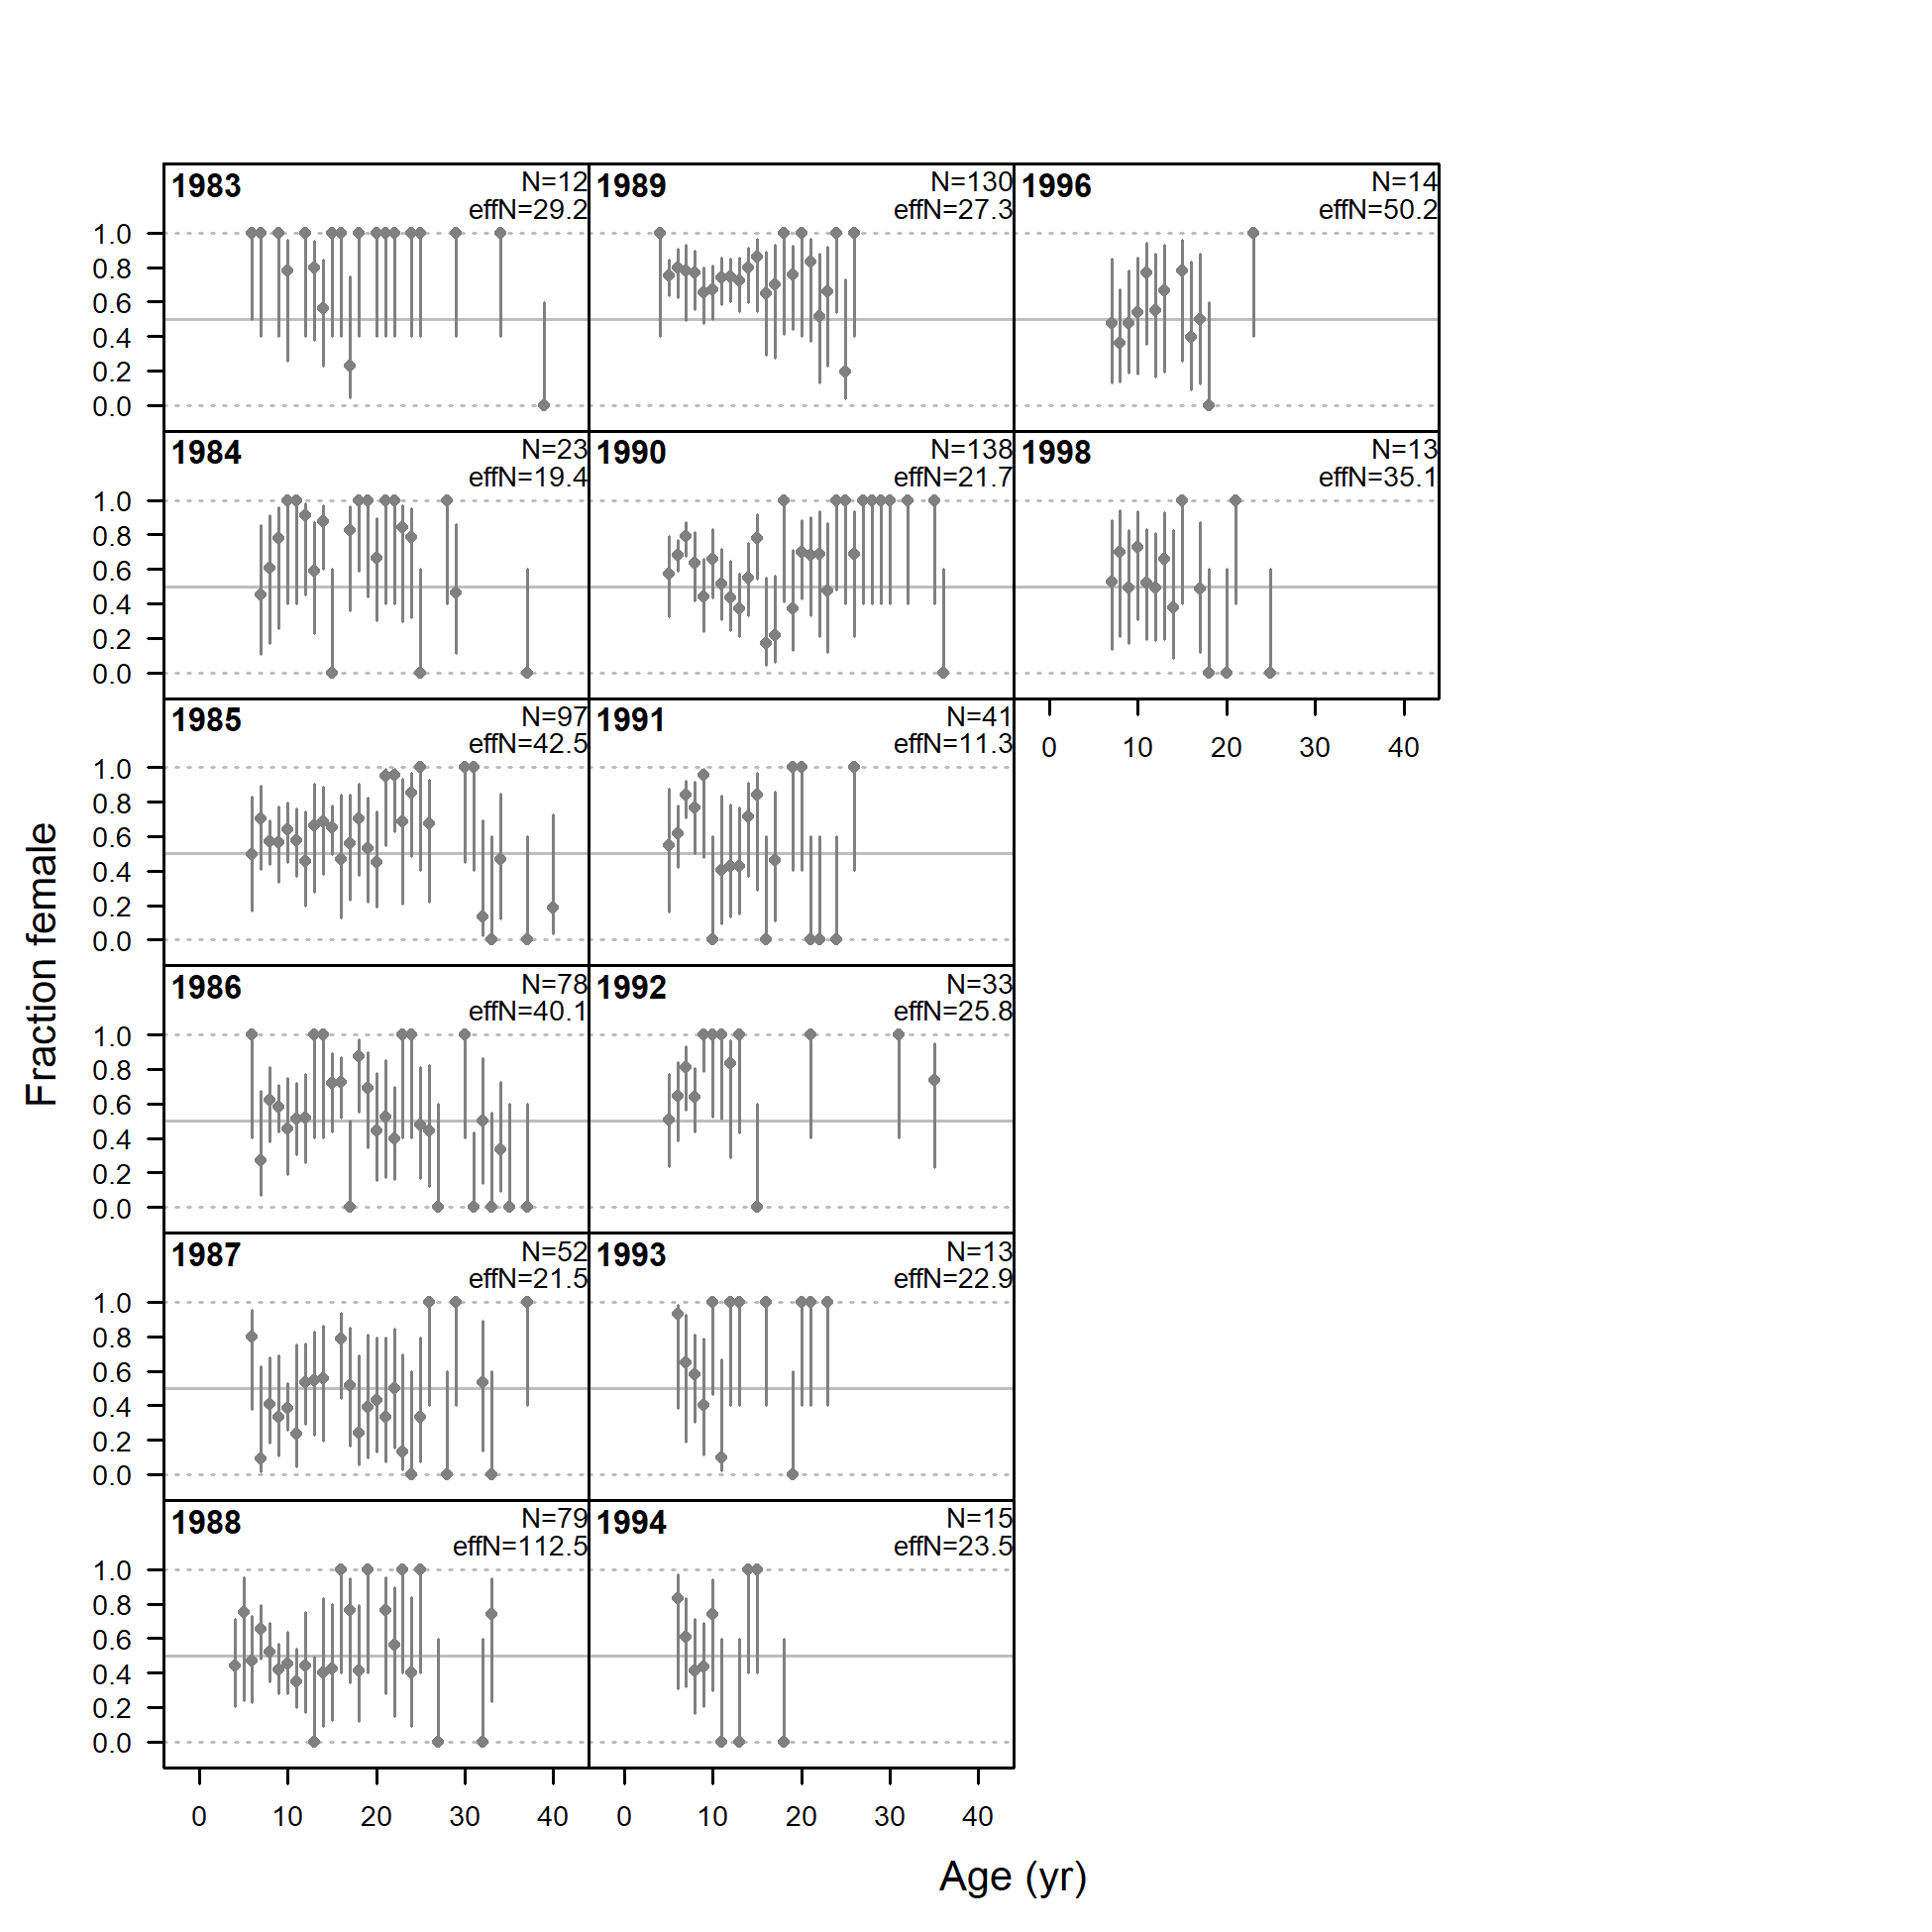 1983
N=12
effN=29.2
1989
N=130
effN=27.3
1996
N=14
effN=50.2
1.0
0.8
0.6
0.4
0.2
0.0
1984
N=23
effN=19.4
1990
N=138
effN=21.7
1998
N=13
effN=35.1
1.0
0.8
0.6
0.4
0.2
0.0
0 10 20 30 40
1985
N=97
effN=42.5
1991
N=41
effN=11.3
1.0
0.8
0.6
0.4
0.2
0.0
1986
N=78
effN=40.1
1992
N=33
effN=25.8
1.0
0.8
0.6
0.4
0.2
0.0
1987
N=52
effN=21.5
1993
N=13
effN=22.9
1.0
0.8
0.6
0.4
0.2
0.0
1988
N=79
effN=112.5
1994
N=15
effN=23.5
1.0
0.8
0.6
0.4
0.2
0.0
0 10 20 30 40
0 10 20 30 40
Fraction female
Age (yr)